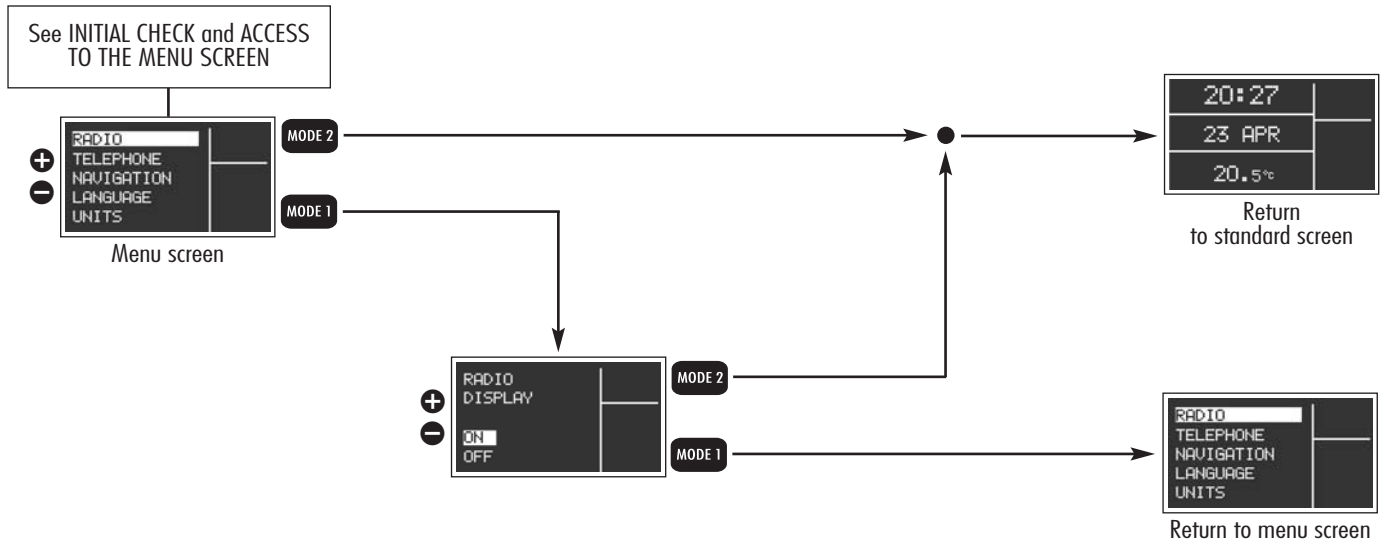 See INITIAL CHECK and ACCESS
TO THE MENU SCREEN
RADIO
TELEPHONE
NAVIGATION
LANGUAGE
UNITS
MODE 2
MODE 1
Menu screen
20:27
23 APR
20.5°c
Return
to standard screen
RADIO
DISPLAY
ON
OFF
MODE 2
MODE 1
RADIO
TELEPHONE
NAVIGATION
LANGUAGE
UNITS
Return to menu screen